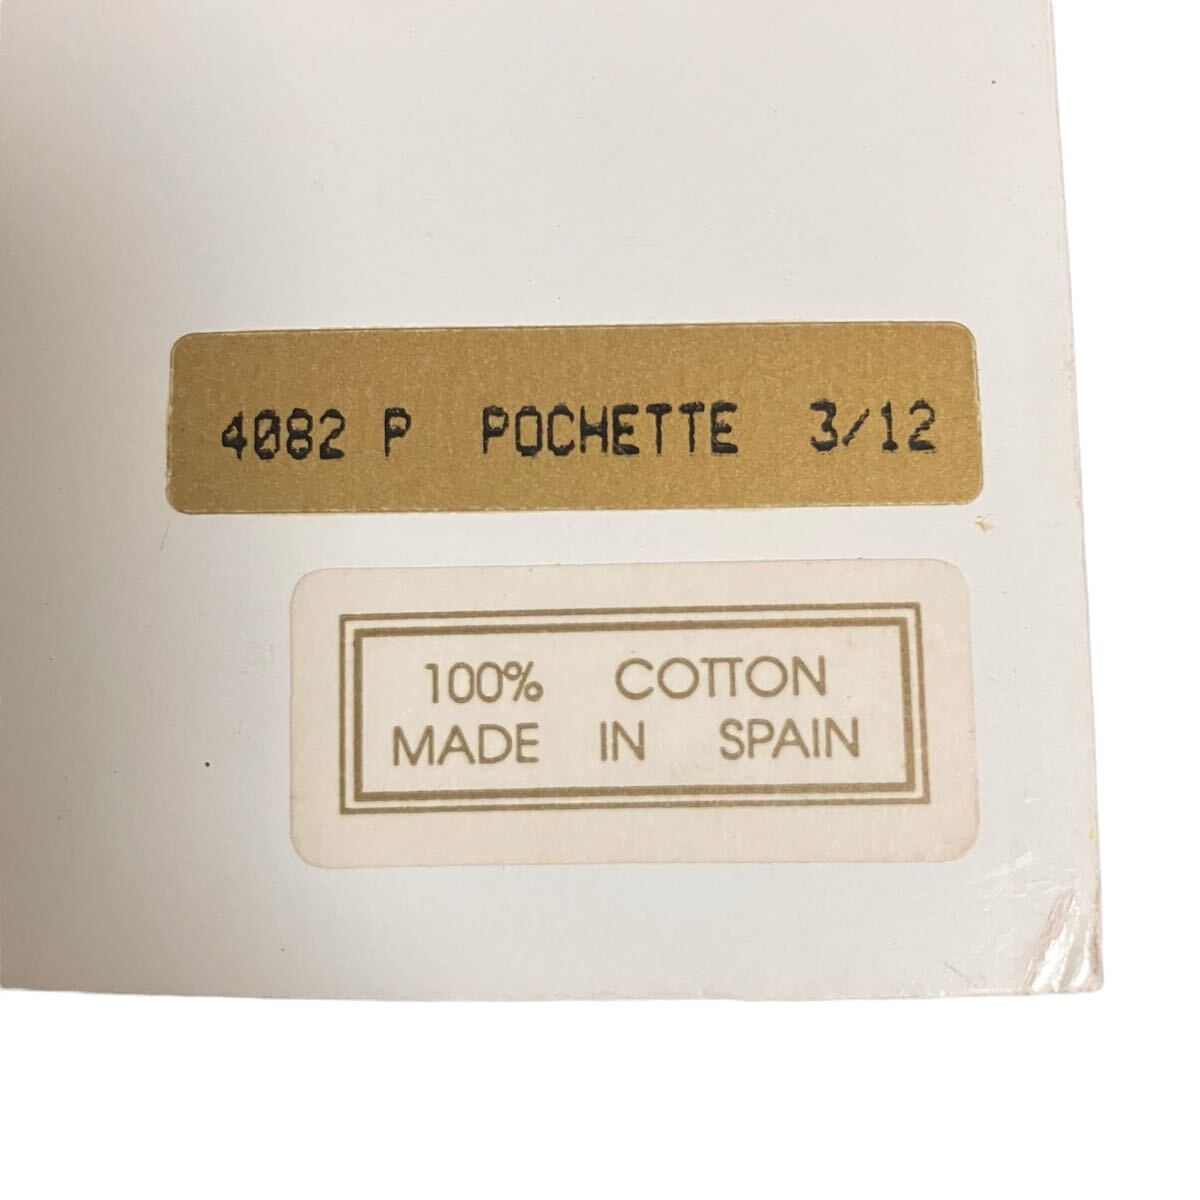 4082 P POCHETTE 3/12
100% COTTON
MADE IN SPAIN